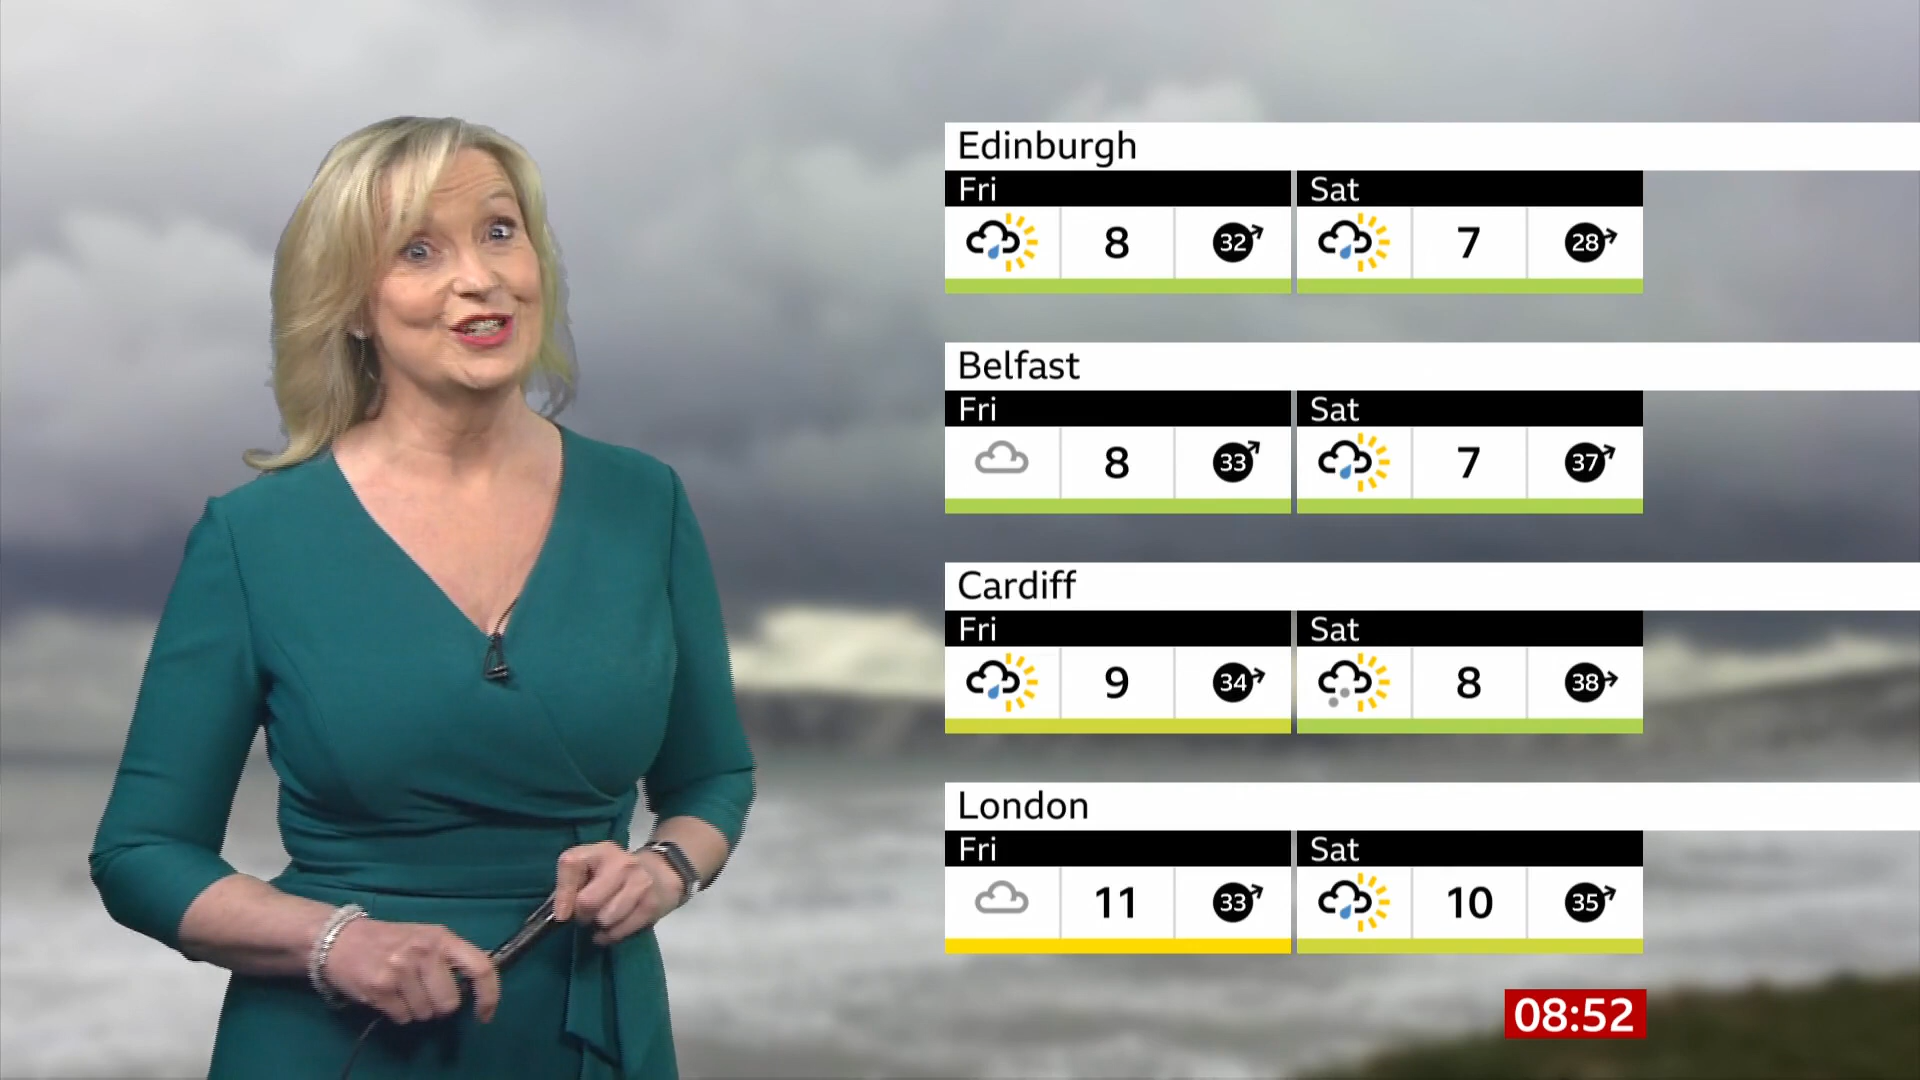 Edinburgh
Fri Sat
8 32 7 28
Belfast
Fri Sat
8 33 7 37
Cardiff
Fri Sat
9 34 8 38
London
Fri Sat
11 33 10 35
08:52